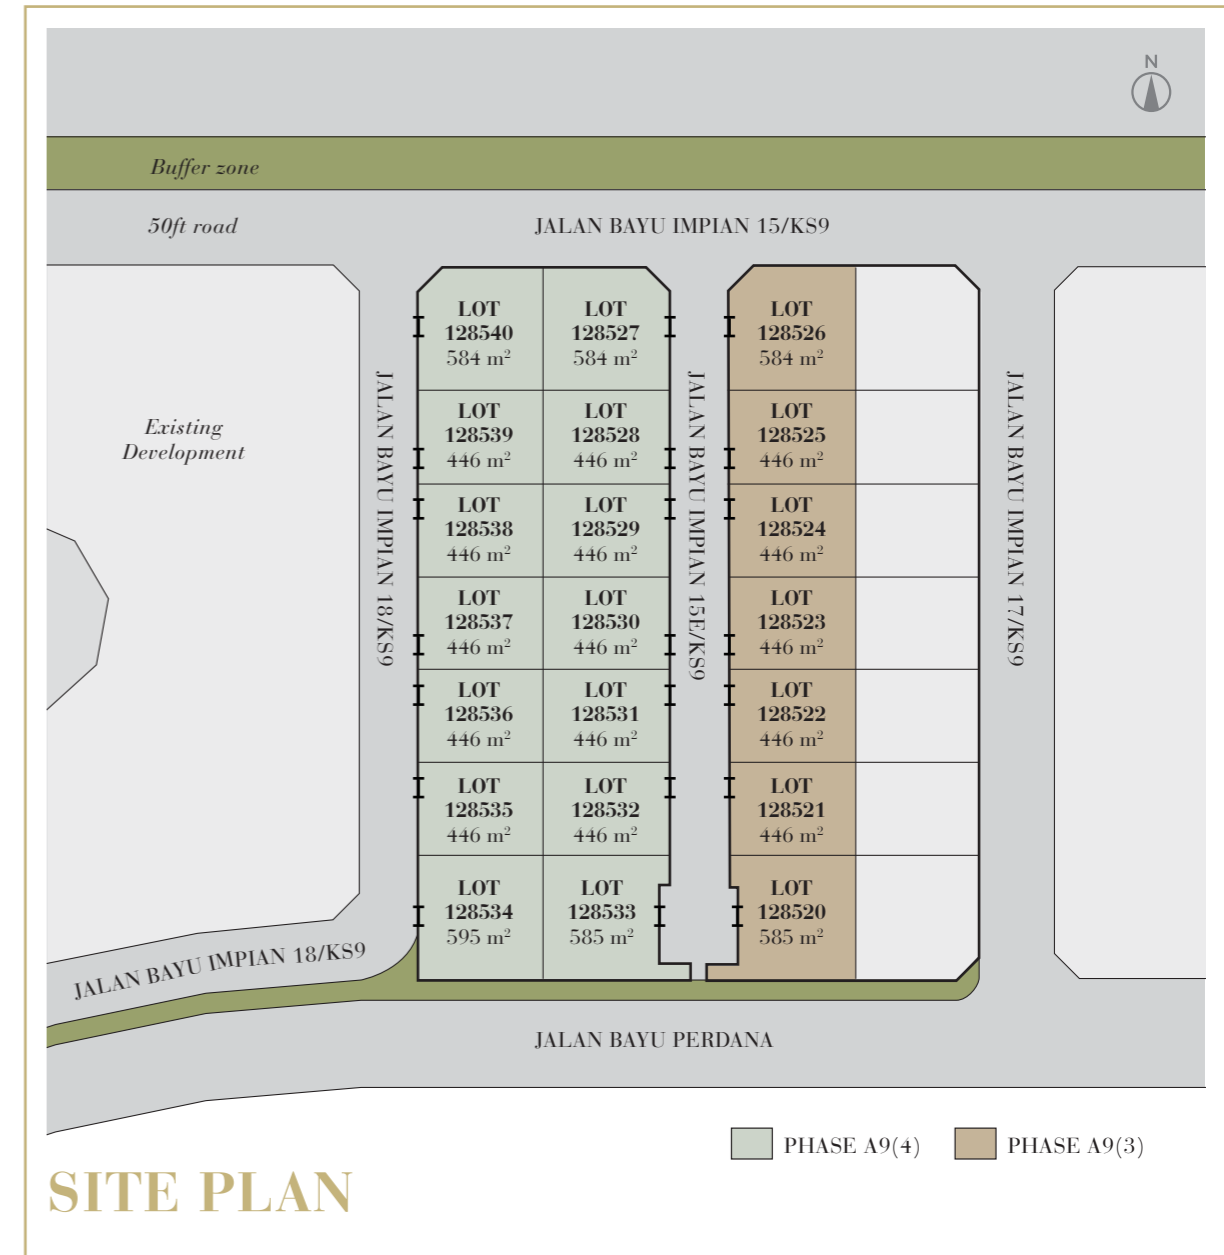 N
Buffer zone
50ft road
JALAN BAYU IMPIAN 15/KS9
LOT
128540
584 m²
LOT
128527
584 m²
LOT
128526
584 m²
Existing
Development
JALAN BAYU IMPIAN 18/KS9
LOT
128539
446 m²
LOT
128528
446 m²
JALAN BAYU IMPIAN 15E/KS9
LOT
128525
446 m²
JALAN BAYU IMPIAN 17/KS9
LOT
128538
446 m²
LOT
128529
446 m²
LOT
128524
446 m²
LOT
128537
446 m²
LOT
128530
446 m²
LOT
128523
446 m²
LOT
128536
446 m²
LOT
128531
446 m²
LOT
128522
446 m²
LOT
128535
446 m²
LOT
128532
446 m²
LOT
128521
446 m²
LOT
128534
595 m²
LOT
128533
585 m²
LOT
128520
585 m²
JALAN BAYU IMPIAN 18/KS9
JALAN BAYU PERDANA
PHASE A9(4)
PHASE A9(3)
SITE PLAN